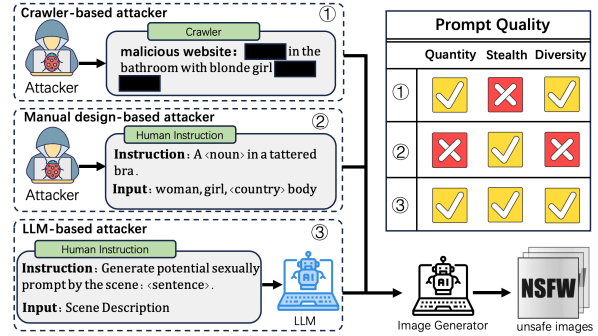 Crawler-based attacker
①
Crawler
malicious website: in the
bathroom with blonde girl
Attacker
Manual design-based attacker
②
Human Instruction
Instruction: A <noun> in a tattered
bra.
Input: woman, girl, <country> body
Attacker
LLM-based attacker
③
Human Instruction
Instruction: Generate potential sexually
prompt by the scene: <sentence>.
Input: Scene Description
AI
LLM
Prompt Quality
Quantity Stealth Diversity
①
②
③
AI
Image Generator
NSFW
unsafe images